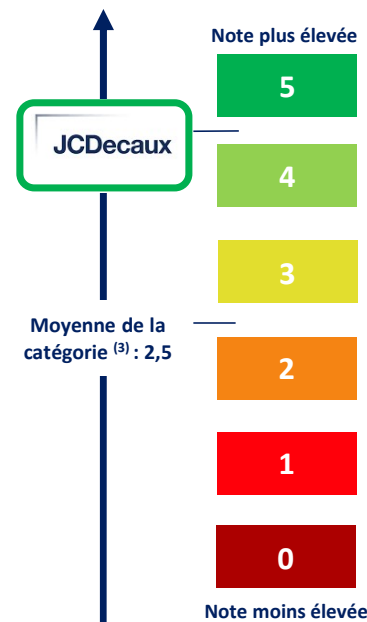 Note plus élevée
5
JCDecaux
4
3
Moyenne de la
catégorie (3) : 2,5
2
1
0
Note moins élevée